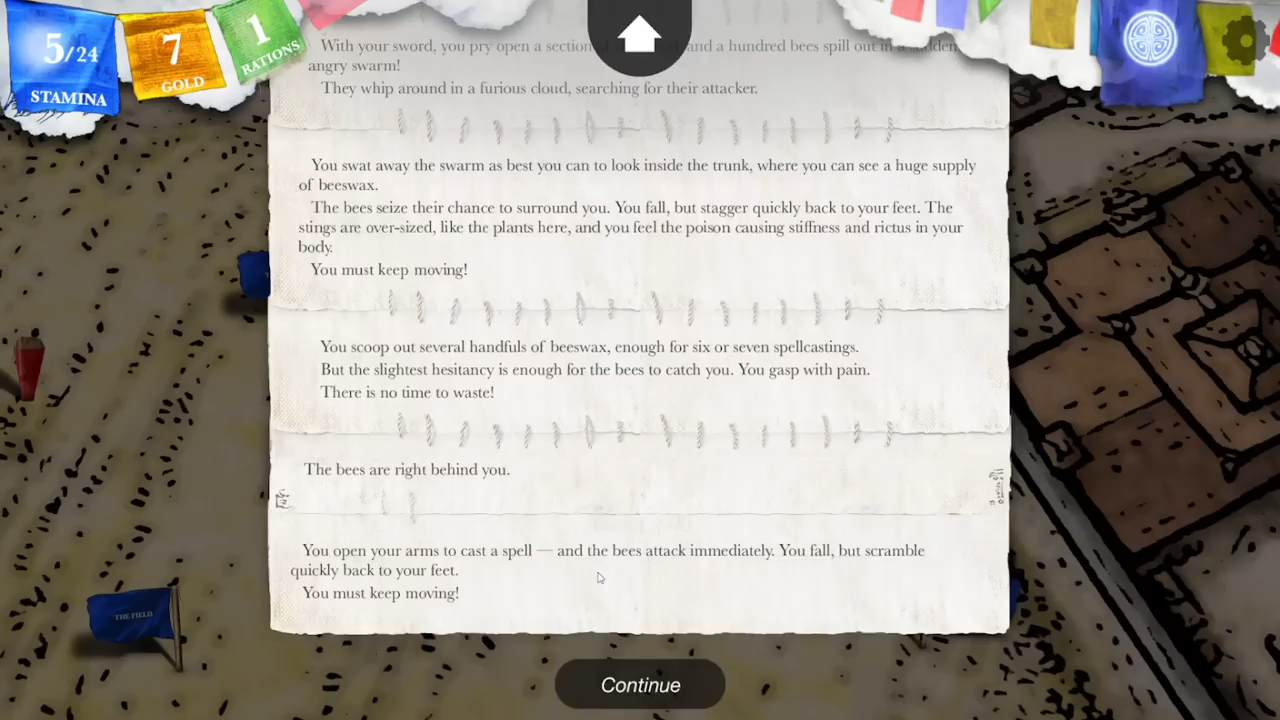 5/24
STAMINA
7
GOLD
1
RATIONS
With your sword, you pry open a section and a hundred bees spill out in a sudden,
angry swarm!
They whip around in a furious cloud, searching for their attacker.
You swat away the swarm as best you can to look inside the trunk, where you can see a huge supply
of beeswax.
The bees seize their chance to surround you. You fall, but stagger quickly back to your feet. The
stings are over-sized, like the plants here, and you feel the poison causing stiffness and rictus in your
body.
You must keep moving!
You scoop out several handfuls of beeswax, enough for six or seven spellcastings.
But the slightest hesitancy is enough for the bees to catch you. You gasp with pain.
There is no time to waste!
The bees are right behind you.
You open your arms to cast a spell — and the bees attack immediately. You fall, but scramble
quickly back to your feet.
You must keep moving!
THE FIELD
Continue